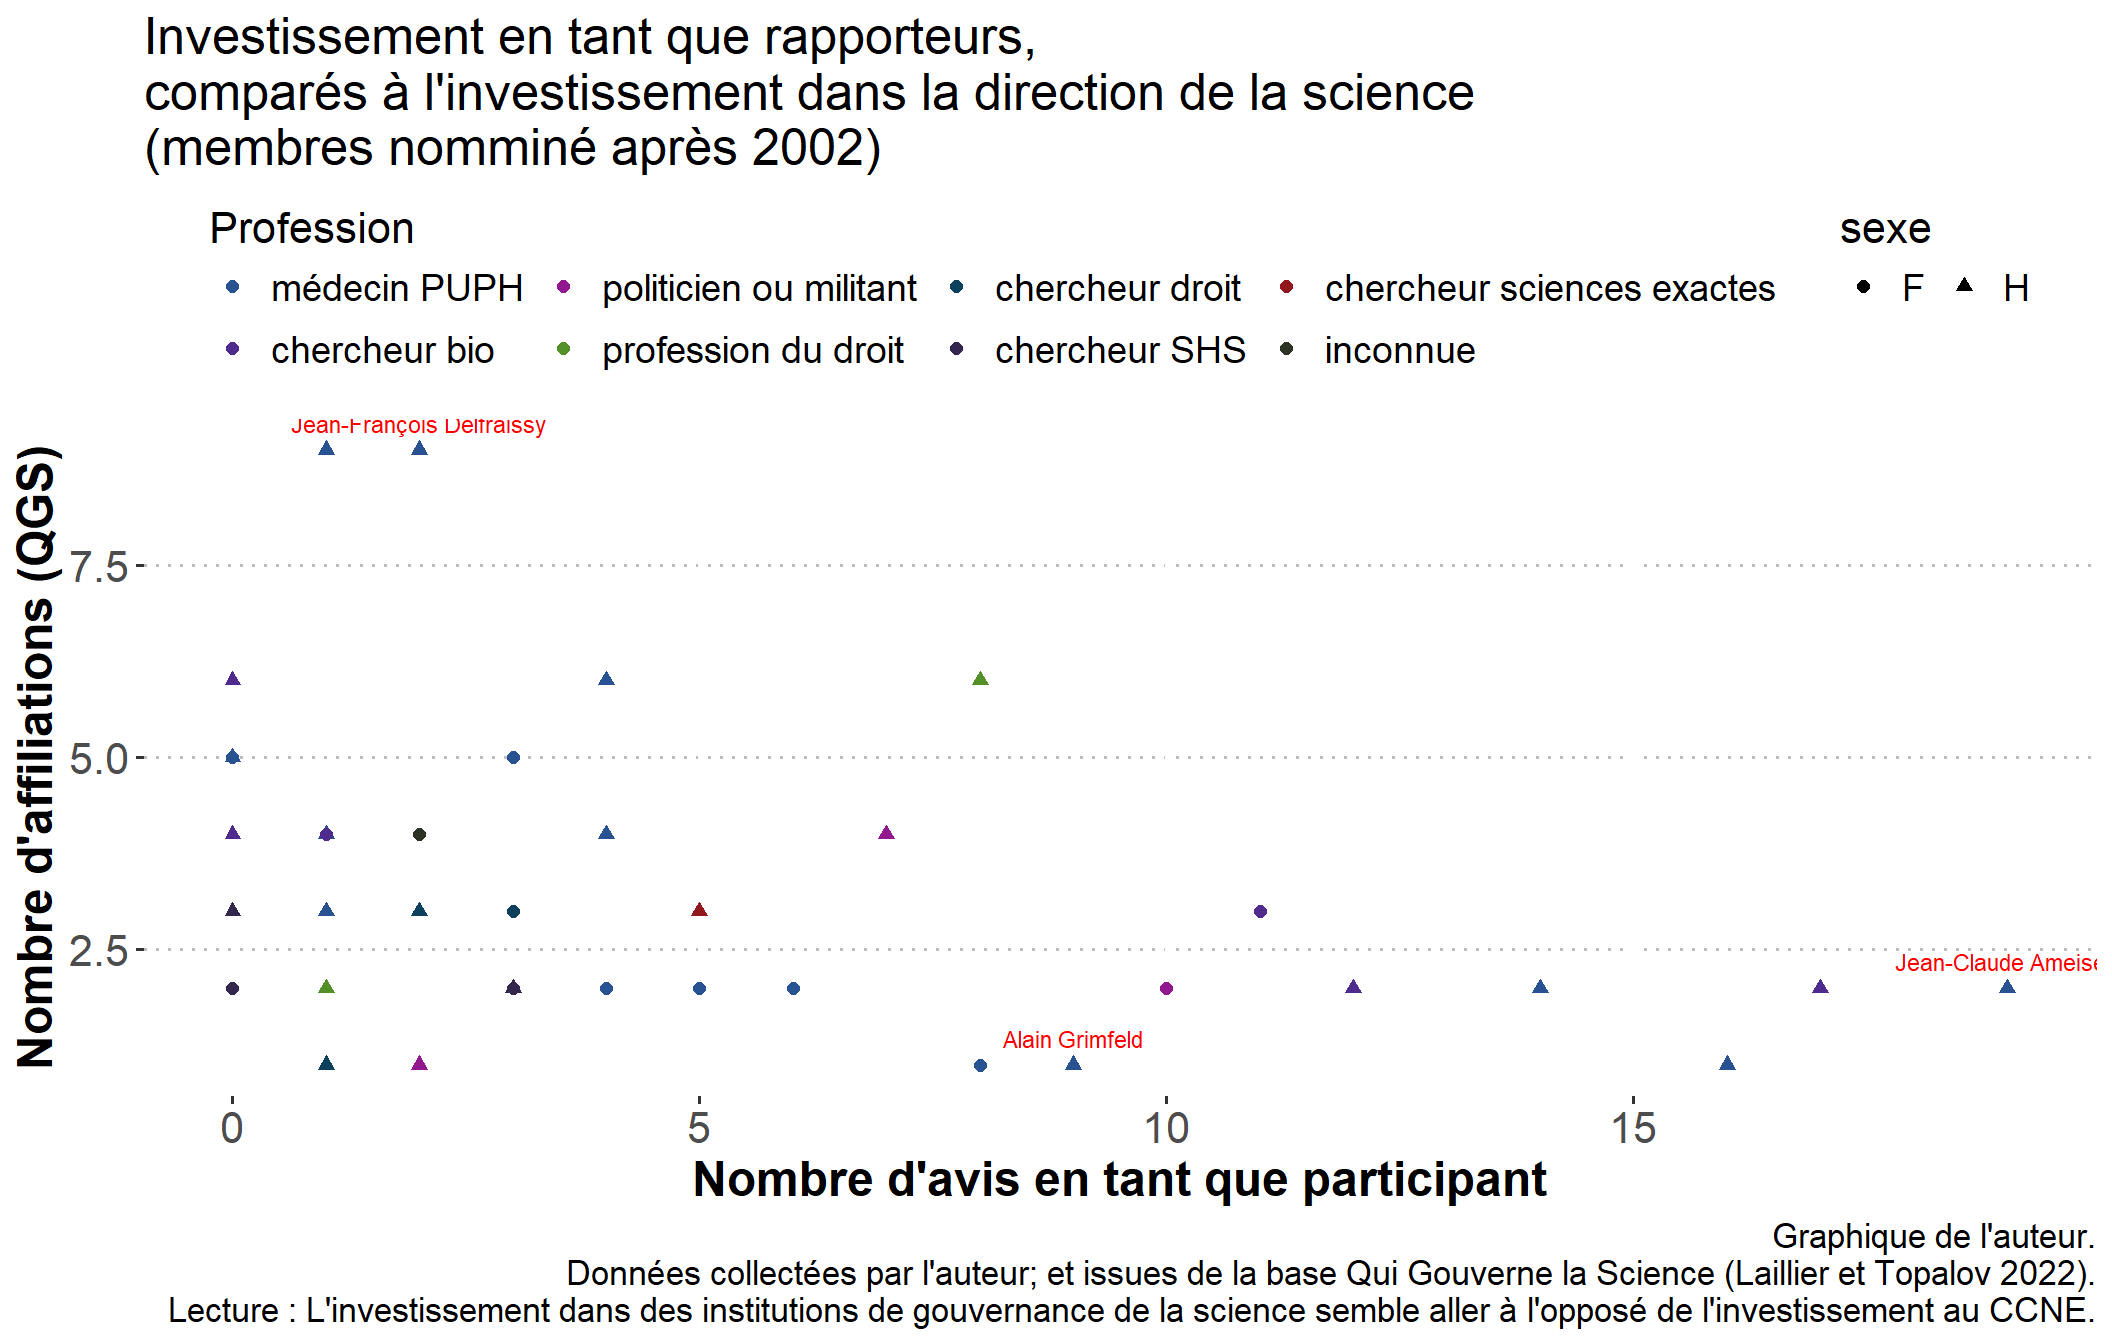 Investissement en tant que rapporteurs,
comparés à l'investissement dans la direction de la science
(membres nomminé après 2002)
Profession
sexe
médecin PUPH
politicien ou militant
chercheur droit
chercheur sciences exactes
F
H
chercheur bio
profession du droit
chercheur SHS
inconnue
Jean-François Delfraissy
Nombre d'affiliations (QGS)
7.5
5.0
2.5
Jean-Claude Ameise
Alain Grimfeld
0
5
10
15
Nombre d'avis en tant que participant
Graphique de l'auteur.
Données collectées par l'auteur; et issues de la base Qui Gouverne la Science (Laillier et Topalov 2022).
Lecture : L'investissement dans des institutions de gouvernance de la science semble aller à l'opposé de l'investissement au CCNE.